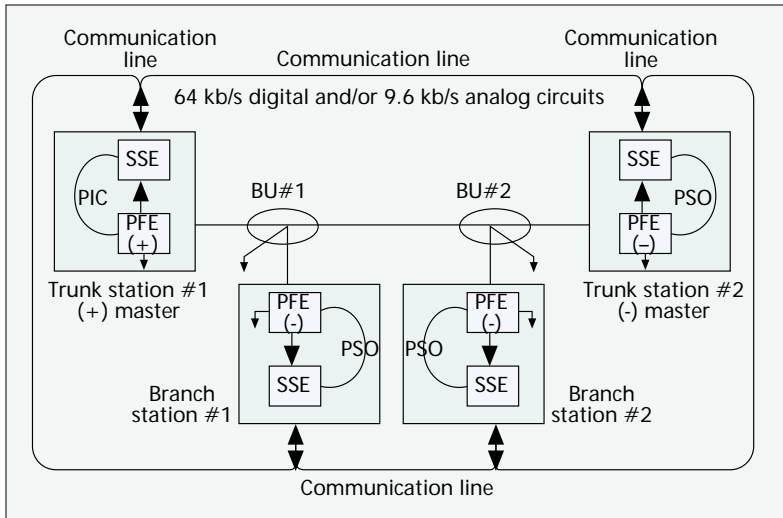 Communication
line
Communication line
Communication
line
64 kb/s digital and/or 9.6 kb/s analog circuits
SSE
PIC
PFE
(+)
Trunk station #1
(+) master
BU#1
BU#2
SSE
PSO
PFE
(–)
Trunk station #2
(-) master
PFE
(-)
PSO
SSE
Branch
station #1
PFE
(-)
PSO
SSE
Branch
station #2
Communication line